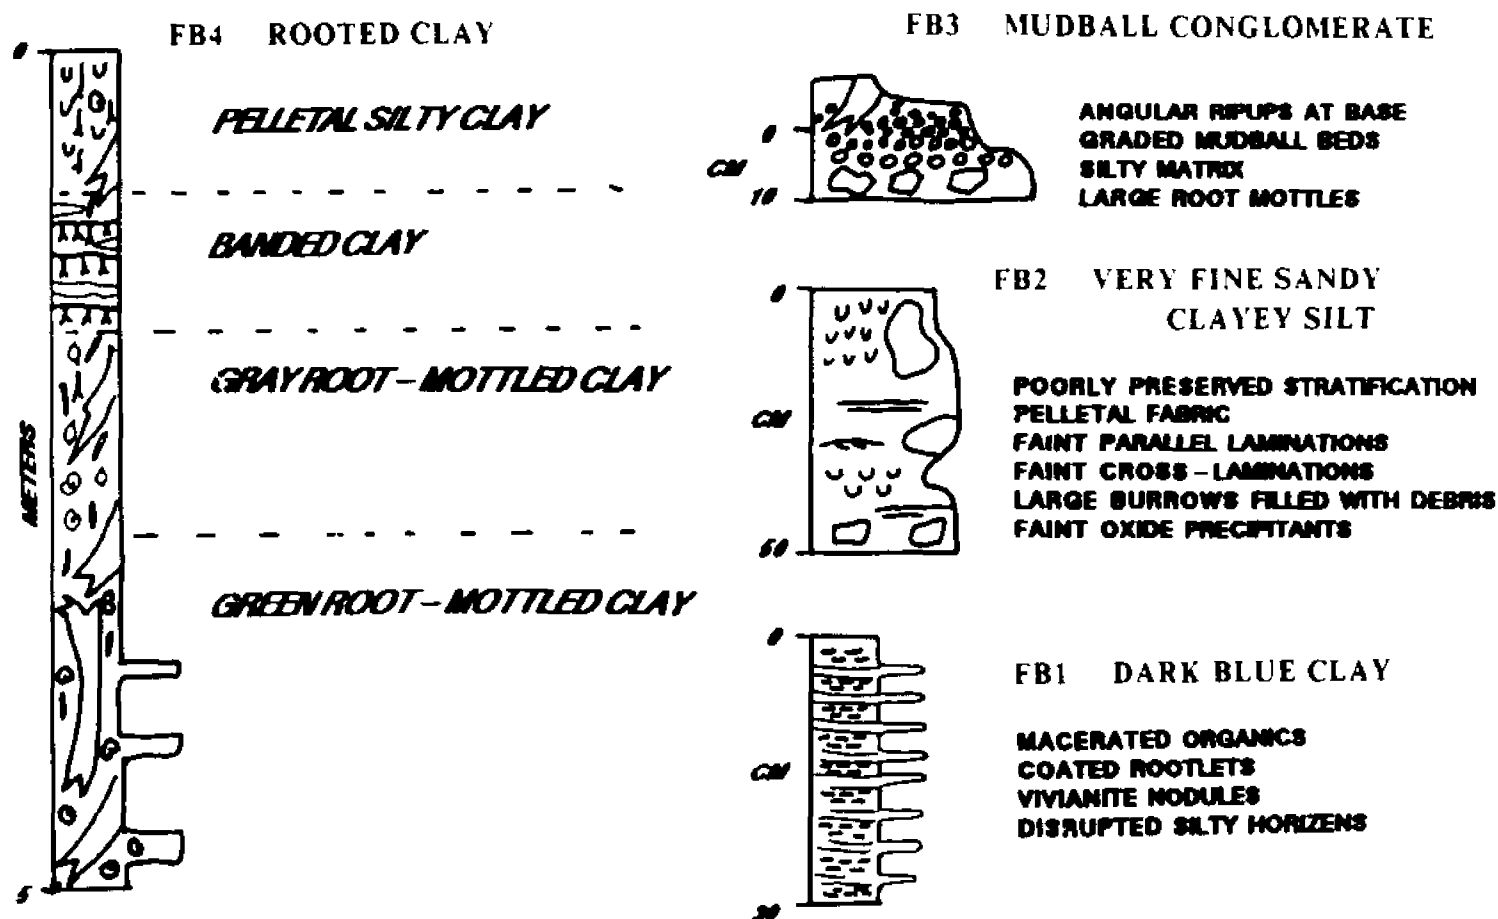 FB4 ROOTED CLAY
0
PELLETAL SILTY CLAY
BANDED CLAY
GRAY ROOT-MOTTLED CLAY
METERS
GREEN ROOT-MOTTLED CLAY
5
FB3 MUDBALL CONGLOMERATE
0
CM
10
ANGULAR RIPUPS AT BASE
GRADED MUDBALL BEDS
SILTY MATRIX
LARGE ROOT MOTTLES
FB2 VERY FINE SANDY
CLAYEY SILT
0
CM
POORLY PRESERVED STRATIFICATION
PELLETAL FABRIC
FAINT PARALLEL LAMINATIONS
FAINT CROSS-LAMINATIONS
LARGE BURROWS FILLED WITH DEBRIS
FAINT OXIDE PRECIPITANTS
0
CM
FB1 DARK BLUE CLAY
MACERATED ORGANICS
COATED ROOTLETS
VIVIANITE NODULES
DISRUPTED SILTY HORIZENS